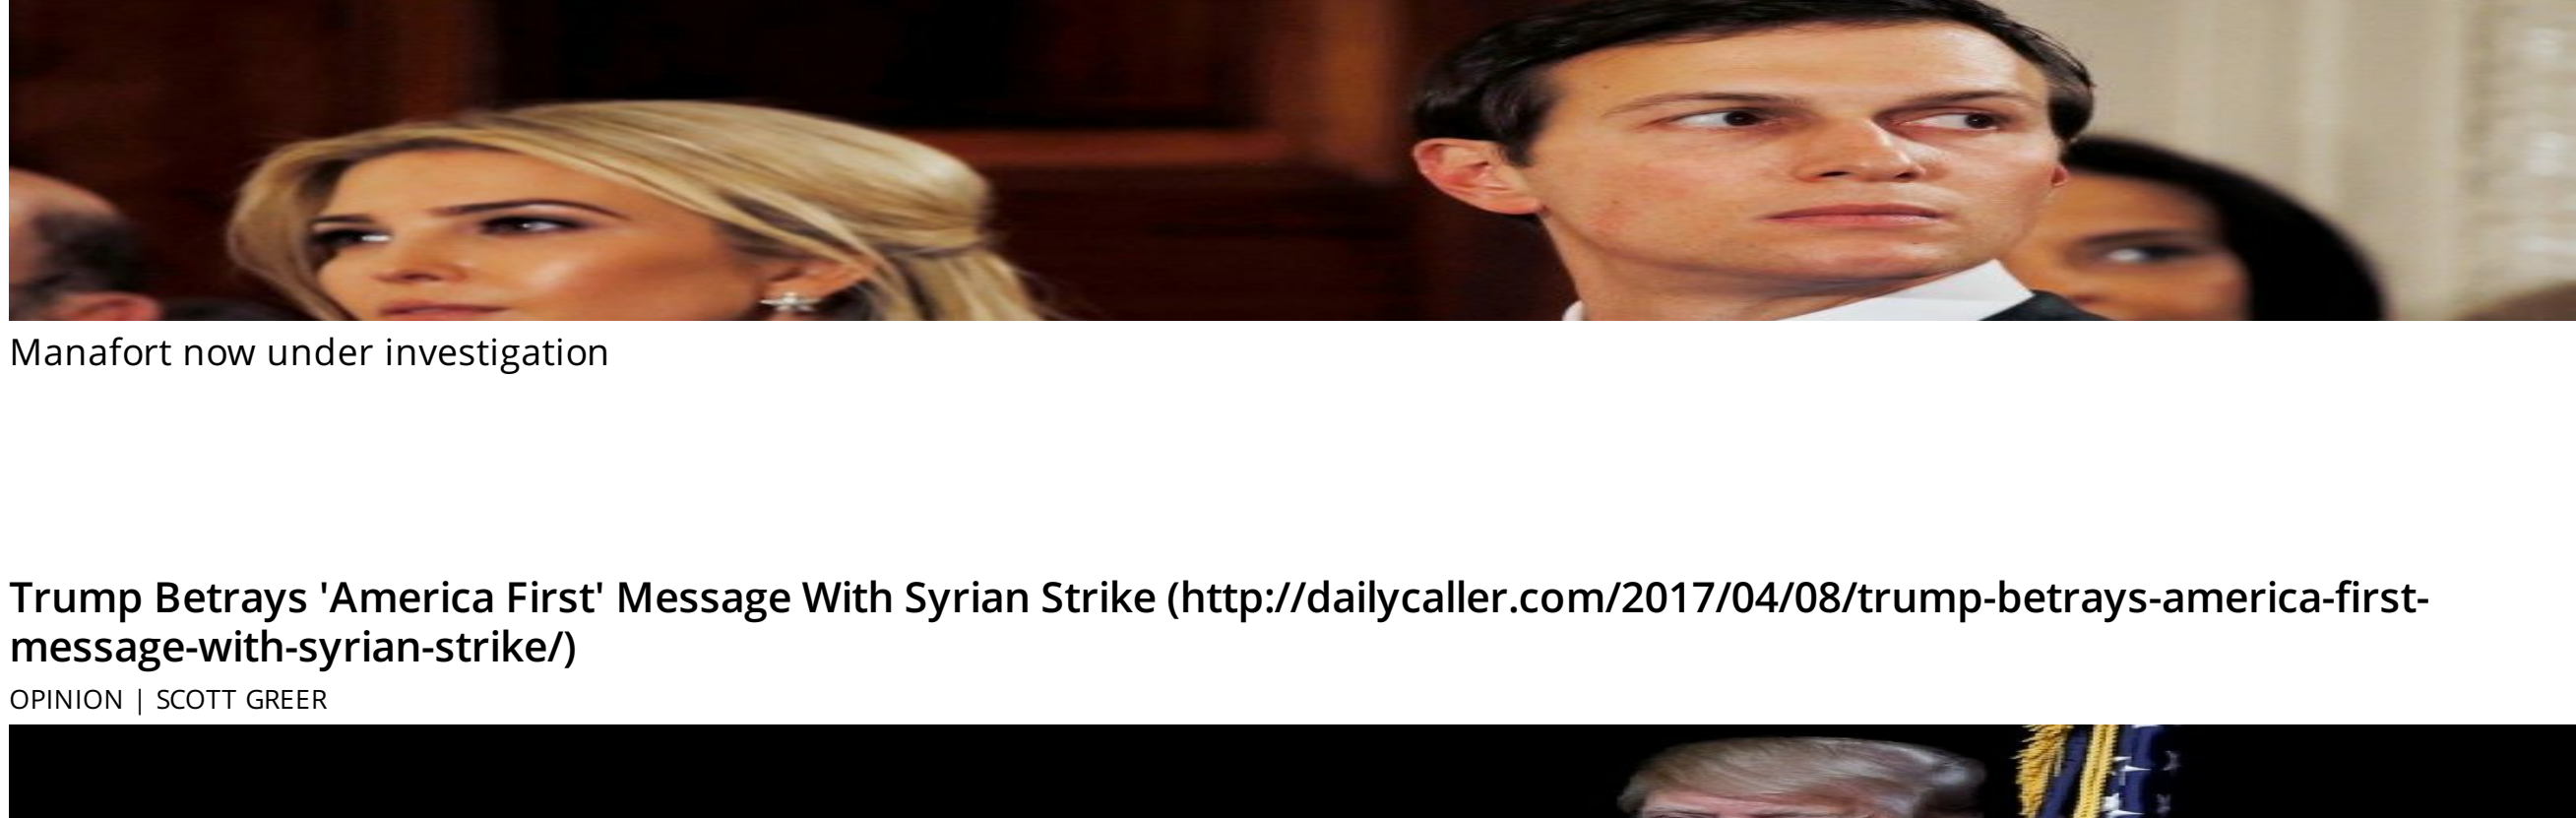 Manafort now under investigation
Trump Betrays 'America First' Message With Syrian Strike (http://dailycaller.com/2017/04/08/trump-betrays-america-first-
message-with-syrian-strike/)
OPINION | SCOTT GREER